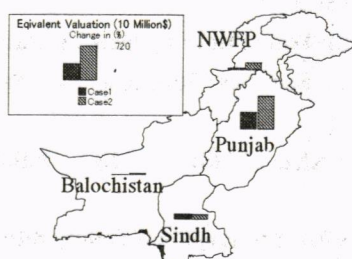 Eqivalent Valuation (10 Million$)
Change in (%)
720
Case1
Case2
NWFP
Punjab
Balochistan
Sindh